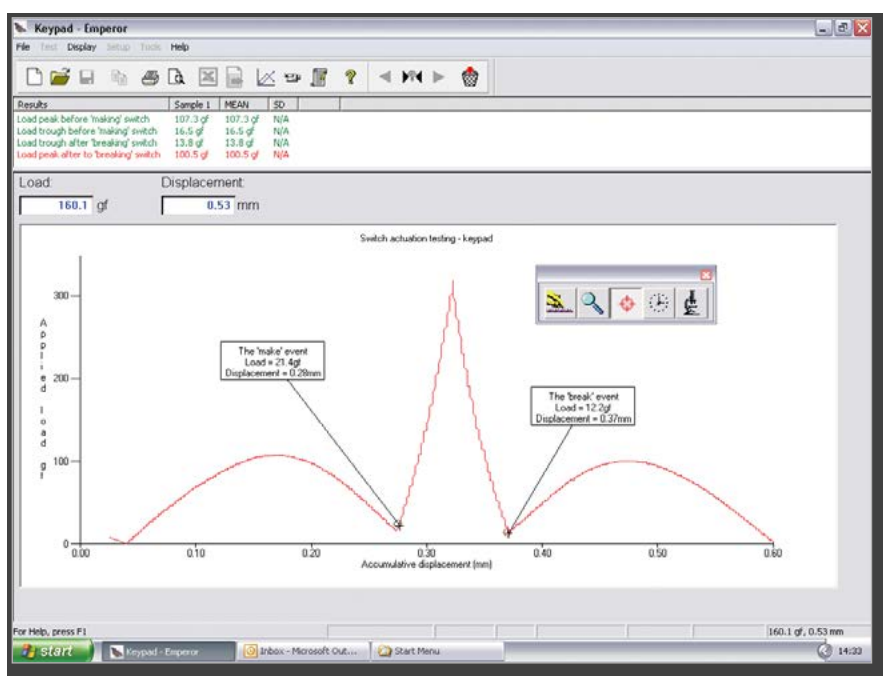 Keypad - Emperor
File Test Display Setup Tools Help
Results Sample 1 MEAN SD
Load peak before 'making' switch 107.3 gf 107.3 gf N/A
Load trough before 'making' switch 16.5 gf 16.5 gf N/A
Load trough after 'breaking' switch 13.8 gf 13.8 gf N/A
Load peak after to 'breaking' switch 100.5 gf 100.5 gf N/A
Load: Displacement:
160.1 gf 0.53 mm
Switch actuation testing - keypad
300
200
100
0
Applied load gf
The 'make' event
Load = 21.4gf
Displacement = 0.28mm
The 'break' event
Load = 12.2gf
Displacement = 0.37mm
0.00 0.10 0.20 0.30 0.40 0.50 0.60
Accumulative displacement (mm)
For Help, press F1 160.1 gf, 0.53 mm
start Keypad - Emperor Inbox - Microsoft Out... Start Menu 14:33